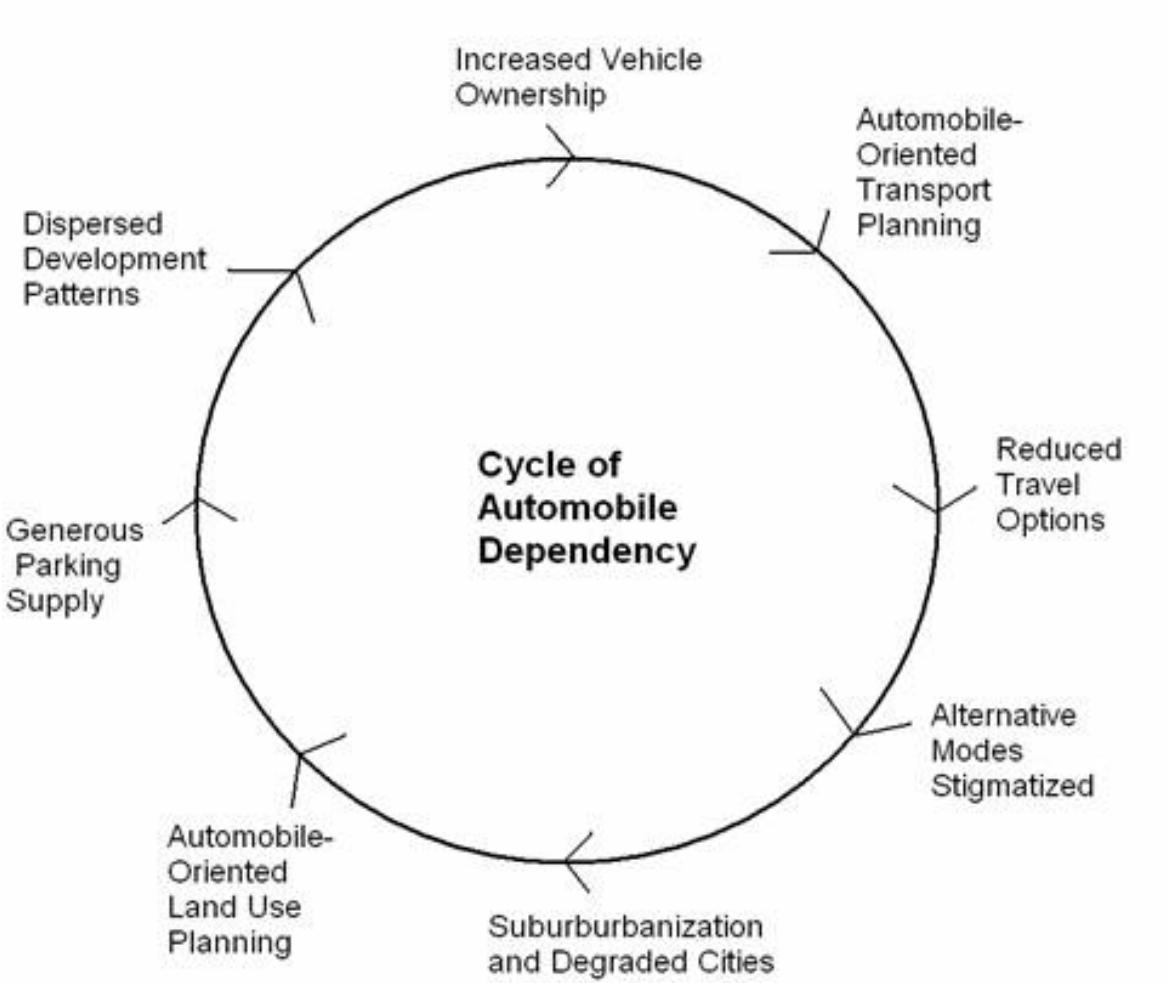 Increased Vehicle
Ownership
Automobile-
Oriented
Transport
Planning
Reduced
Travel
Options
Alternative
Modes
Stigmatized
Suburburbanization
and Degraded Cities
Automobile-
Oriented
Land Use
Planning
Generous
Parking
Supply
Dispersed
Development
Patterns
Cycle of
Automobile
Dependency